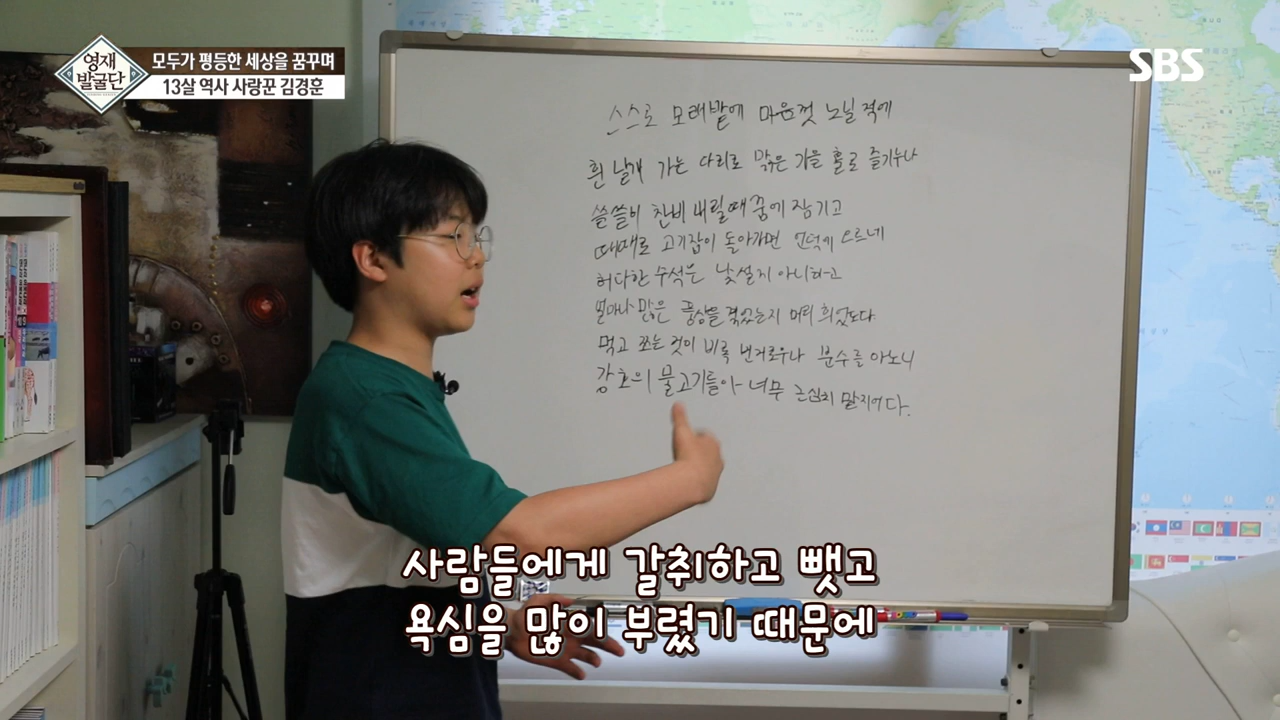 영재
발굴단
모두가 평등한 세상을 꿈꾸며
13살 역사 사랑꾼 김경훈
SBS
스스로 모래밭에 마음껏 노닐 적에
흰 날개 가는 다리로 맑은 가을 홀로 즐기누나
쓸쓸비 찬비 내릴때 꿈에 잠기고
때때로 고기잡이 돌아가면 언덕에 오르네
허다한 수석은 낯설지 아니하고
얼마나 많은 풍상을 겪었는지 머리 희었도다
먹고 쪼는 것이 비록 번거로우나 분수를 아노니
강호의 물고기들아 너무 근심치 말지어다.
사람들에게 갈취하고 뺏고
욕심을 많이 부렸기 때문에